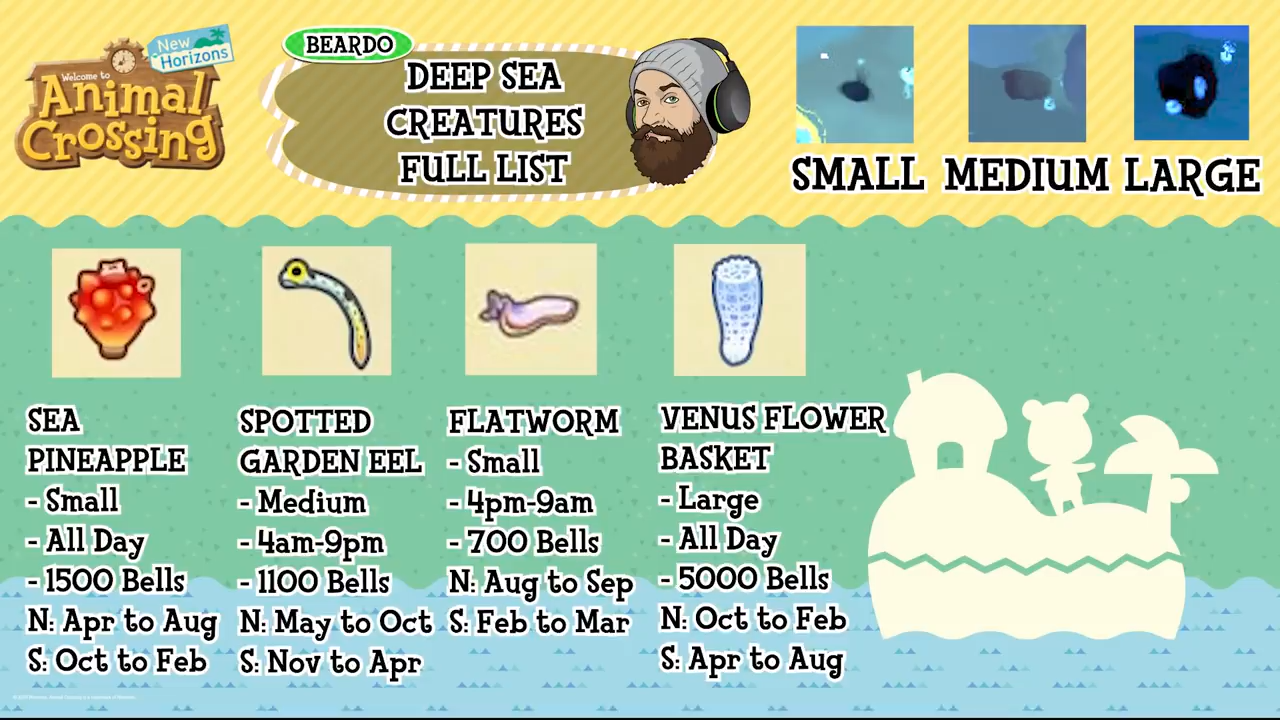 New
Horizons
Welcome to
Animal
Crossing
BEARDO
DEEP SEA
CREATURES
FULL LIST
SMALL
MEDIUM
LARGE
SEA
PINEAPPLE
- Small
- All Day
- 1500 Bells
N: Apr to Aug
S: Oct to Feb
SPOTTED
GARDEN EEL
- Medium
- 4am-9pm
- 1100 Bells
N: May to Oct
S: Nov to Apr
FLATWORM
- Small
- 4pm-9am
- 700 Bells
N: Aug to Sep
S: Feb to Mar
VENUS FLOWER
BASKET
- Large
- All Day
- 5000 Bells
N: Oct to Feb
S: Apr to Aug